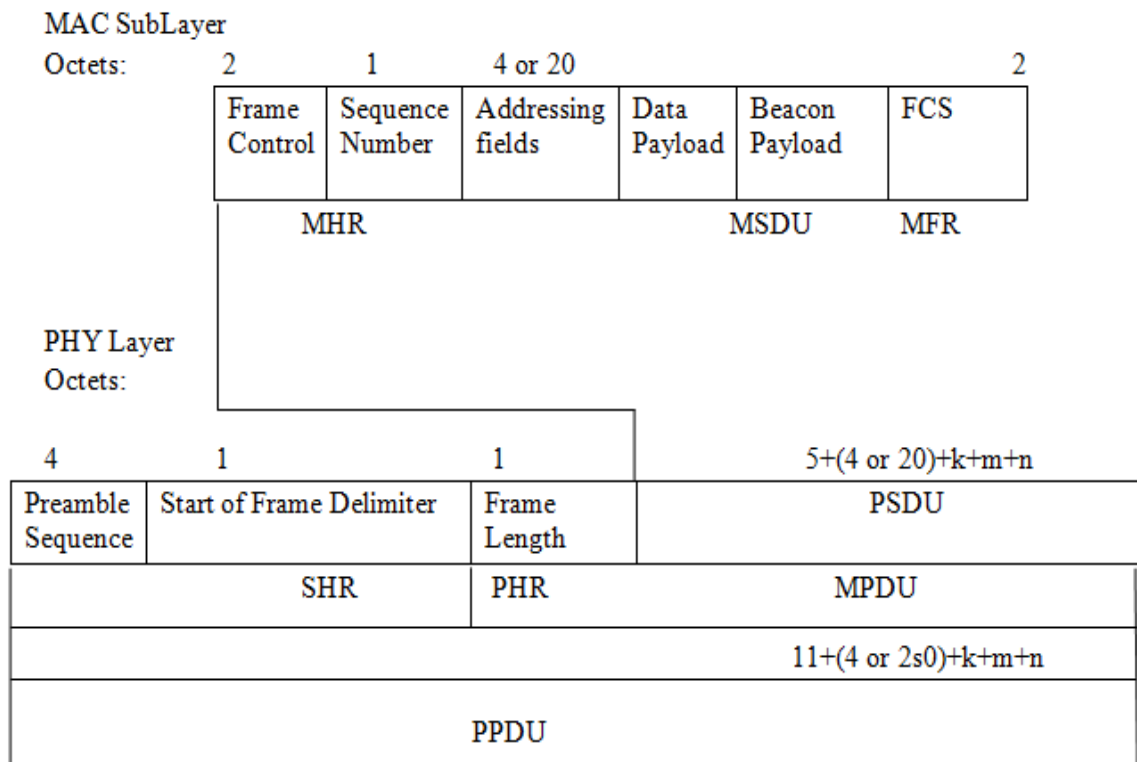 MAC SubLayer
Octets: 2 1 4 or 20 2
Frame Control Sequence Number Addressing fields Data Payload Beacon Payload FCS
MHR MSDU MFR
PHY Layer
Octets:
4 1 1 5+(4 or 20)+k+m+n
Preamble Sequence Start of Frame Delimiter Frame Length PSDU
SHR PHR MPDU
11+(4 or 2s0)+k+m+n
PPDU